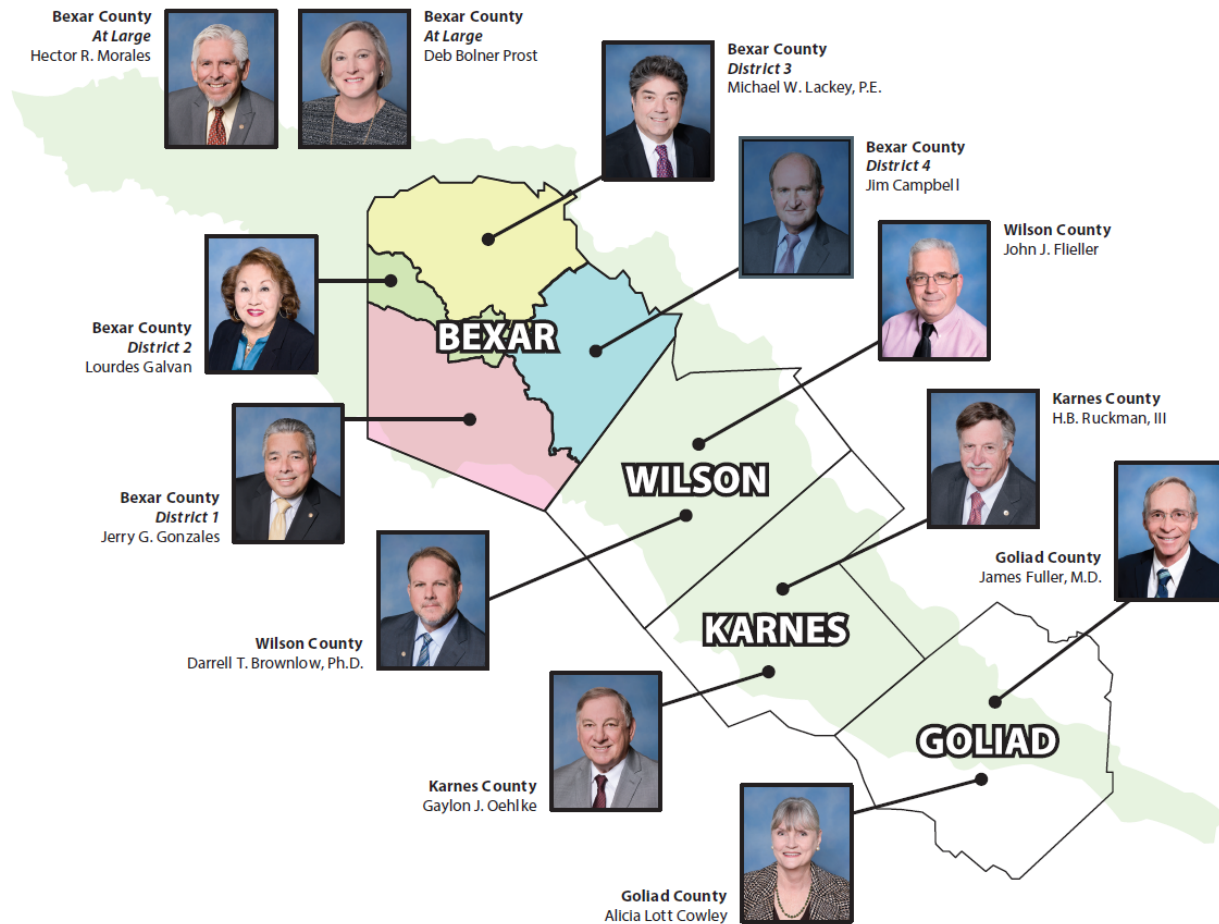 Bexar County
At Large
Hector R. Morales
Bexar County
At Large
Deb Bolner Prost
Bexar County
District 3
Michael W. Lackey, P.E.
Bexar County
District 4
Jim Campbell
Wilson County
John J. Flieller
Bexar County
District 2
Lourdes Galvan
BEXAR
Karnes County
H.B. Ruckman, III
WILSON
Bexar County
District 1
Jerry G. Gonzales
Goliad County
James Fuller, M.D.
KARNES
Wilson County
Darrell T. Brownlow, Ph.D.
GOLIAD
Karnes County
Gaylon J. Oehlke
Goliad County
Alicia Lott Cowley